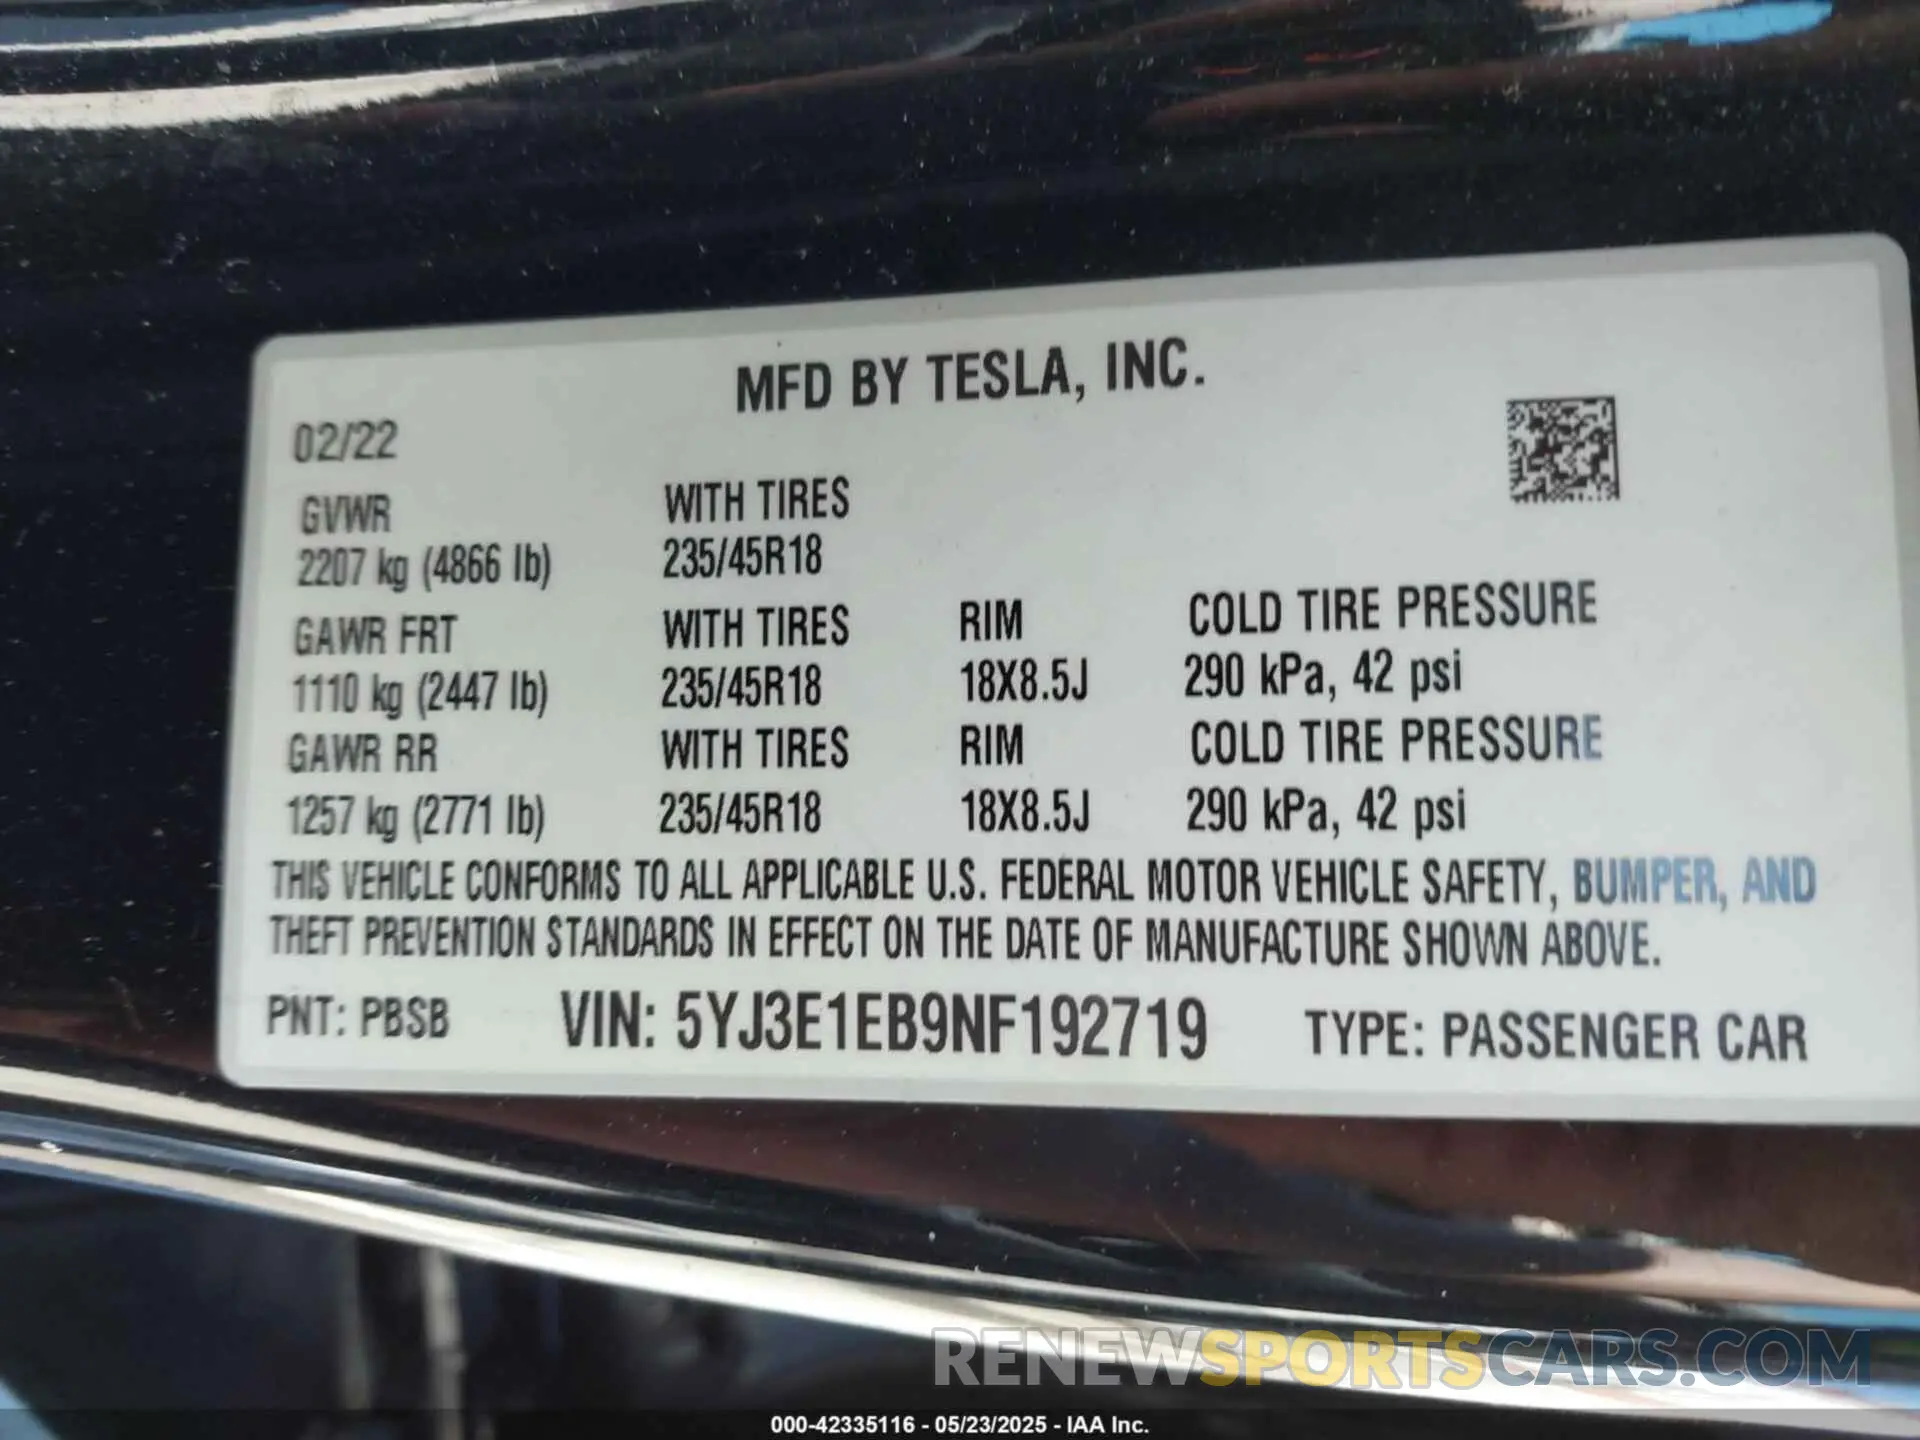 MFD BY TESLA, INC.
02/22
GVWR WITH TIRES
2207 kg (4866 lb) 235/45R18
GAWR FRT WITH TIRES RIM COLD TIRE PRESSURE
1110 kg (2447 lb) 235/45R18 18X8.5J 290 kPa, 42 psi
GAWR RR WITH TIRES RIM COLD TIRE PRESSURE
1257 kg (2771 lb) 235/45R18 18X8.5J 290 kPa, 42 psi
THIS VEHICLE CONFORMS TO ALL APPLICABLE U.S. FEDERAL MOTOR VEHICLE SAFETY, BUMPER, AND
THEFT PREVENTION STANDARDS IN EFFECT ON THE DATE OF MANUFACTURE SHOWN ABOVE.
PNT: PBSB VIN: 5YJ3E1EB9NF192719 TYPE: PASSENGER CAR
RENEWSPORTSCARS.COM
000-42335116 - 05/23/2025 - IAA Inc.